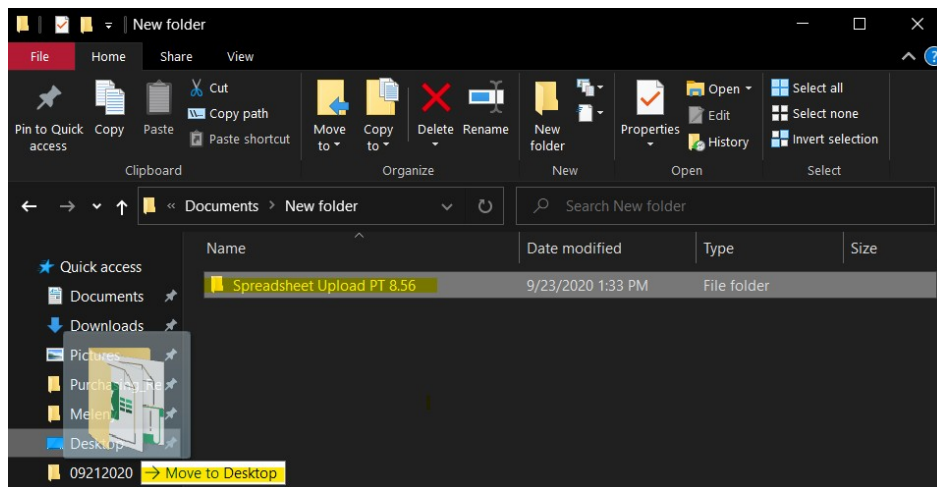 New folder
File Home Share View
Pin to Quick access
Copy
Paste
Cut
Copy path
Paste shortcut
Clipboard
Move to
Copy to
Delete
Rename
Organize
New folder
New
Properties
Open
Edit
History
Open
Select all
Select none
Invert selection
Select
« Documents > New folder
Search New folder
Name Date modified Type Size
Quick access
Documents
Downloads
Pictures
Desktop
09212020
Spreadsheet Upload PT 8.56 9/23/2020 1:33 PM File folder
→ Move to Desktop